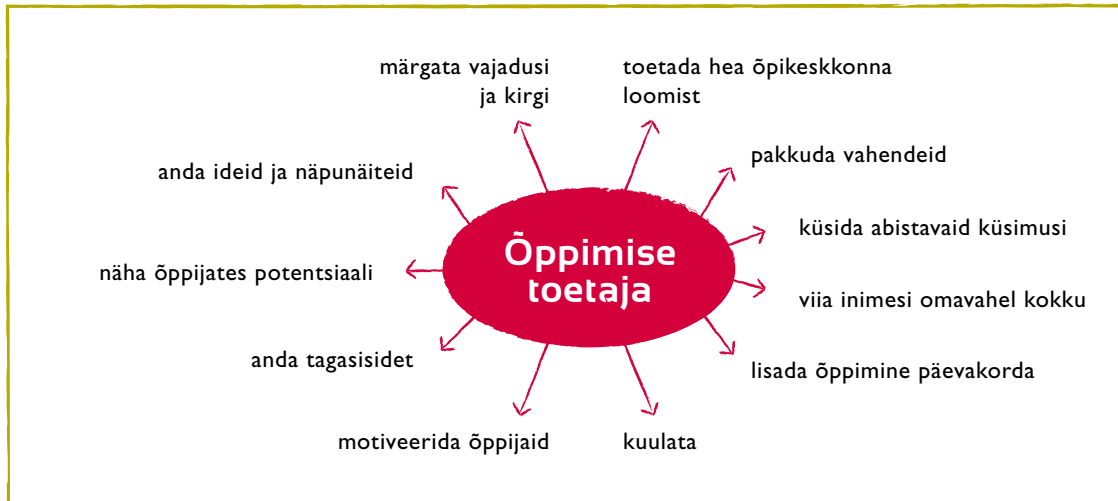 märgata vajadusi
ja kirgi
toetada hea õpikeskkonna
loomist
anda ideid ja näpunäiteid
pakkuda vahendeid
küsida abistavaid küsimusi
Õppimise
toetaja
näha õppijates potentsiaali
viia inimesi omavahel kokku
anda tagasisidet
lisada õppimine päevakorda
motiveerida õppijaid
kuulata